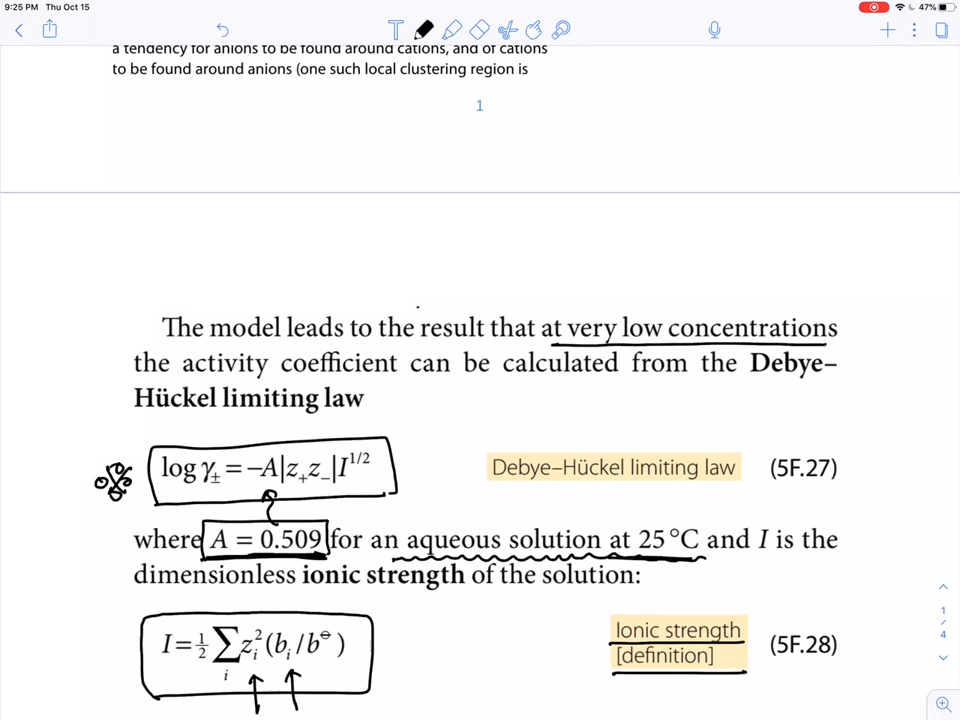 9:25 PM Thu Oct 15
47%
a tendency for anions to be found around cations, and of cations
to be found around anions (one such local clustering region is
1
The model leads to the result that at very low concentrations
the activity coefficient can be calculated from the Debye–
Hückel limiting law
log γ± = −A|z₊z₋|I^1/2 Debye–Hückel limiting law (5F.27)
where A = 0.509 for an aqueous solution at 25 °C and I is the
dimensionless ionic strength of the solution:
I = ½ ∑ᵢ zᵢ² (bᵢ/b⦵) Ionic strength
[definition] (5F.28)
1
/
4